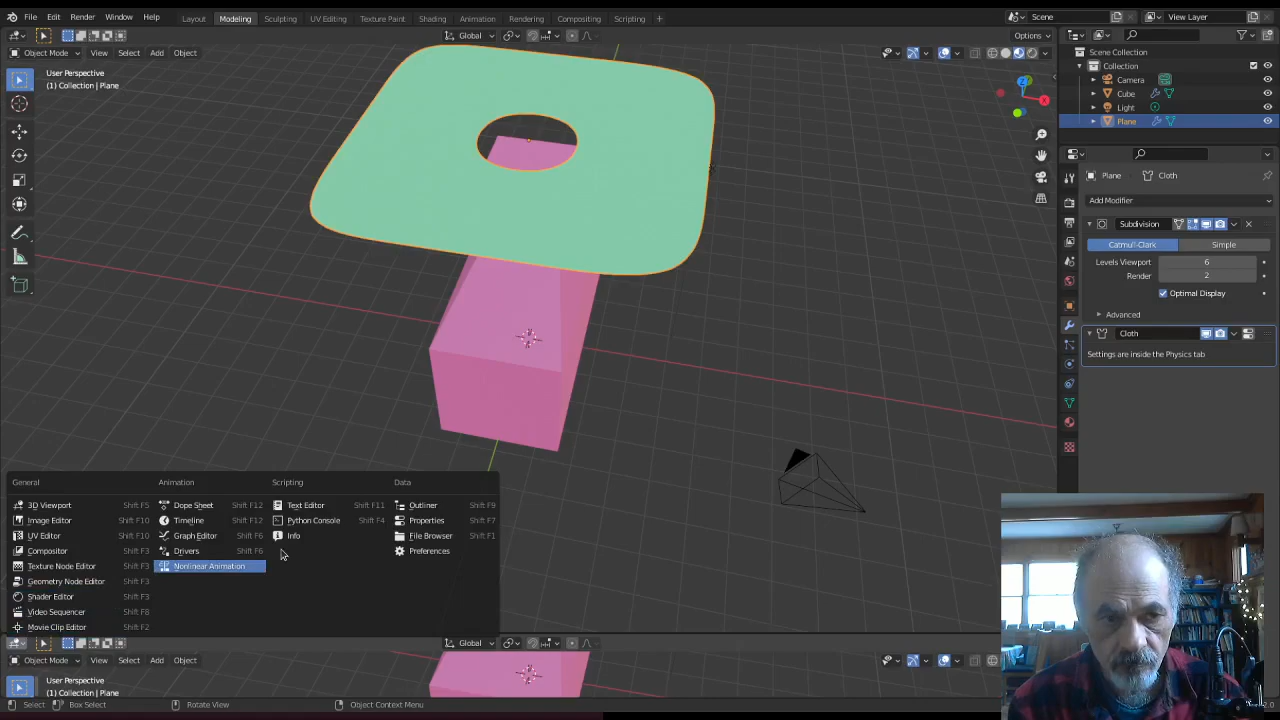 File Edit Render Window Help Layout Modeling Sculpting UV Editing Texture Paint Shading Animation Rendering Compositing Scripting + Scene View Layer
Global Options
Object Mode View Select Add Object
User Perspective
(1) Collection | Plane
Scene Collection
Collection
Camera
Cube
Light
Plane
Z
X
Plane Cloth
Add Modifier
Subdivision
Catmull-Clark Simple
Levels Viewport 6
Render 2
Optimal Display
Advanced
Cloth
Settings are inside the Physics tab
General Animation Scripting Data
3D Viewport Shift F5 Dope Sheet Shift F12 Text Editor Shift F11 Outliner Shift F9
Image Editor Shift F10 Timeline Shift F12 Python Console Shift F4 Properties Shift F7
UV Editor Shift F10 Graph Editor Shift F6 Info File Browser Shift F1
Compositor Shift F3 Drivers Shift F6 Preferences
Texture Node Editor Shift F3 Nonlinear Animation
Geometry Node Editor Shift F3
Shader Editor Shift F3
Video Sequencer Shift F8
Movie Clip Editor Shift F2
Global
Object Mode View Select Add Object
User Perspective
(1) Collection | Plane
Select Box Select Rotate View Object Context Menu